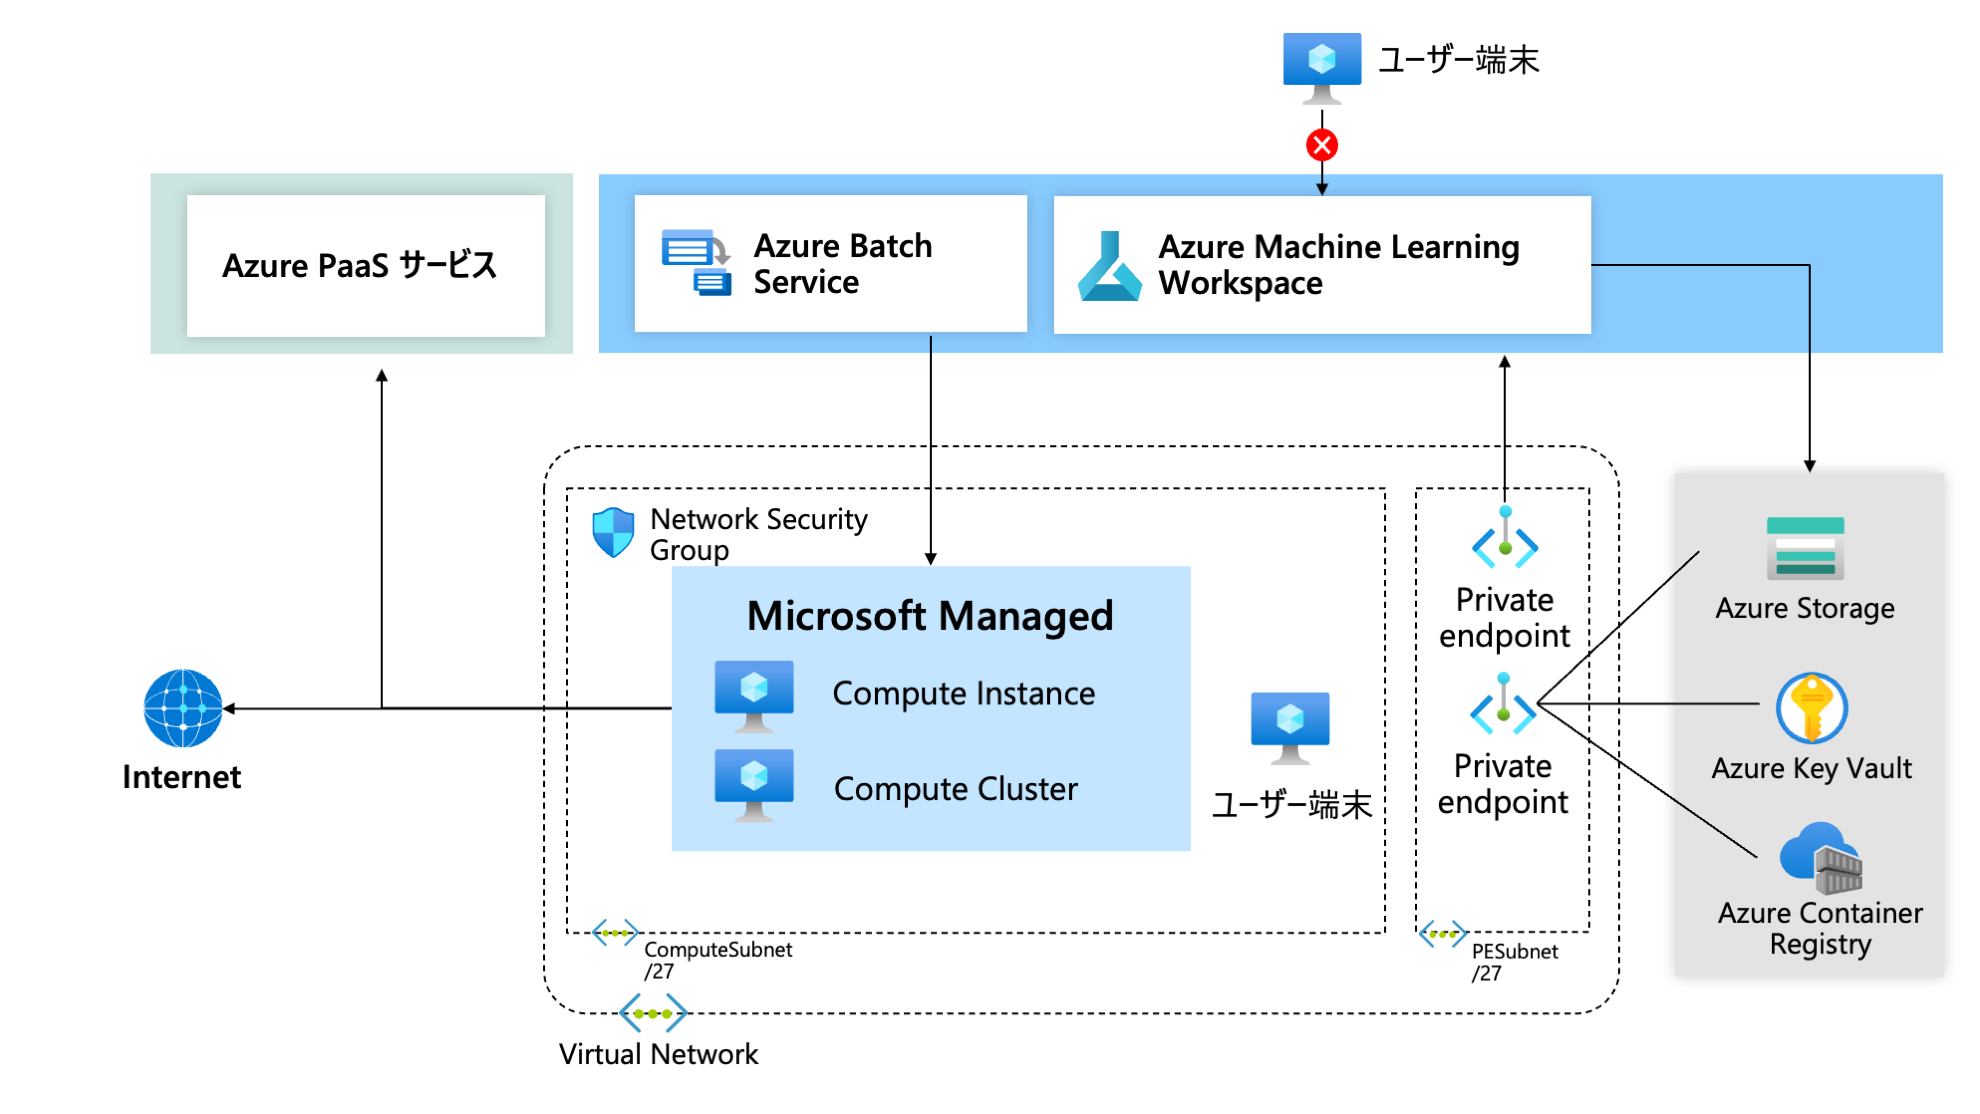 ユーザー端末
Azure PaaS サービス
Azure Batch
Service
Azure Machine Learning
Workspace
Network Security
Group
Microsoft Managed
Compute Instance
Compute Cluster
ユーザー端末
Private
endpoint
Private
endpoint
Azure Storage
Azure Key Vault
Azure Container
Registry
Internet
ComputeSubnet
/27
PESubnet
/27
Virtual Network